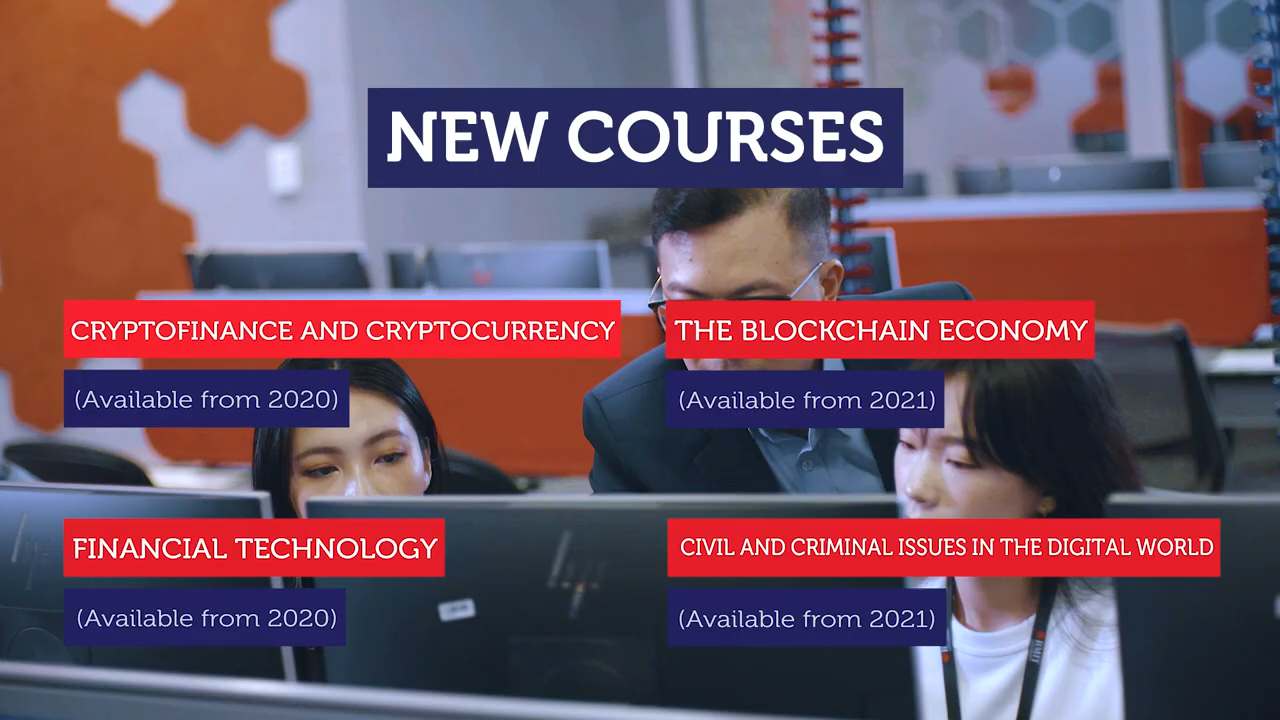 NEW COURSES
CRYPTOFINANCE AND CRYPTOCURRENCY
(Available from 2020)
THE BLOCKCHAIN ECONOMY
(Available from 2021)
FINANCIAL TECHNOLOGY
(Available from 2020)
CIVIL AND CRIMINAL ISSUES IN THE DIGITAL WORLD
(Available from 2021)